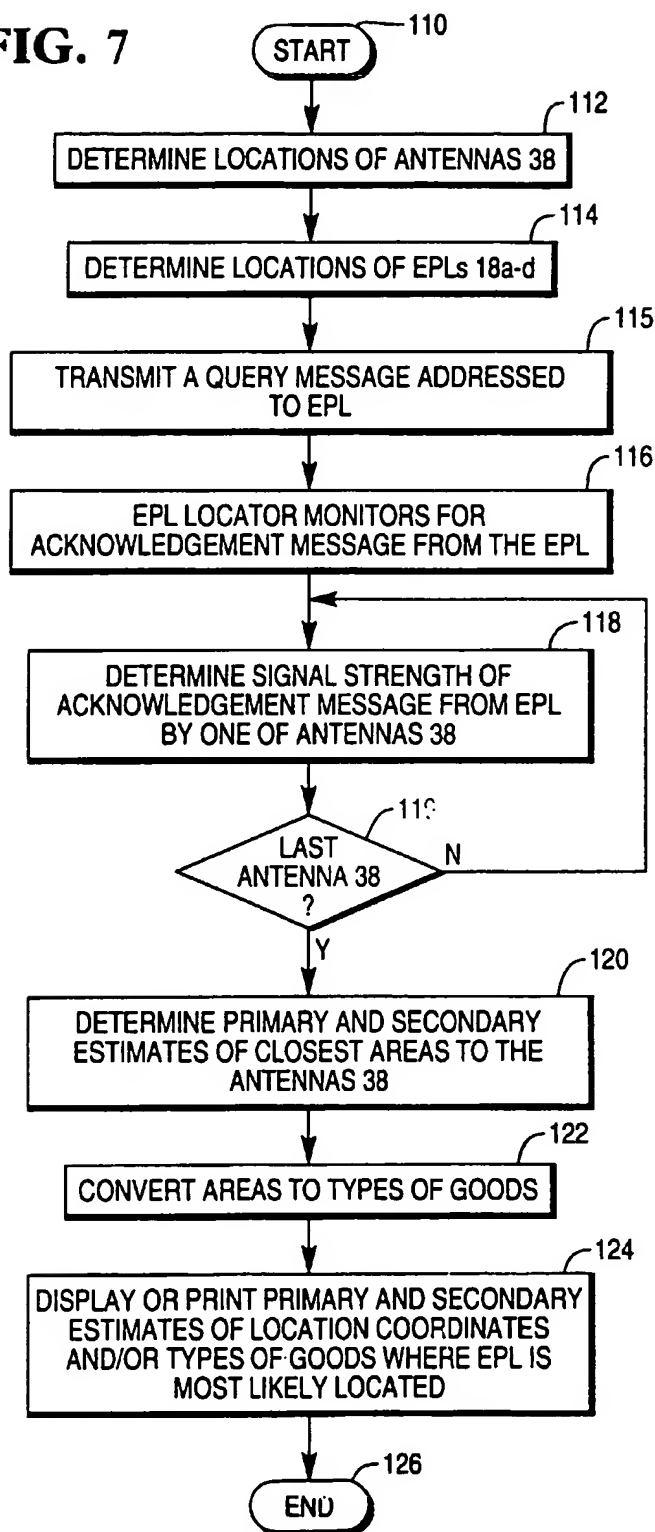 FIG. 7
110
START
112
DETERMINE LOCATIONS OF ANTENNAS 38
114
DETERMINE LOCATIONS OF EPLs 18a-d
115
TRANSMIT A QUERY MESSAGE ADDRESSED
TO EPL
116
EPL LOCATOR MONITORS FOR
ACKNOWLEDGEMENT MESSAGE FROM THE EPL
118
DETERMINE SIGNAL STRENGTH OF
ACKNOWLEDGEMENT MESSAGE FROM EPL
BY ONE OF ANTENNAS 38
119
LAST
ANTENNA 38
?
N
Y
120
DETERMINE PRIMARY AND SECONDARY
ESTIMATES OF CLOSEST AREAS TO THE
ANTENNAS 38
122
CONVERT AREAS TO TYPES OF GOODS
124
DISPLAY OR PRINT PRIMARY AND SECONDARY
ESTIMATES OF LOCATION COORDINATES
AND/OR TYPES OF GOODS WHERE EPL IS
MOST LIKELY LOCATED
126
END